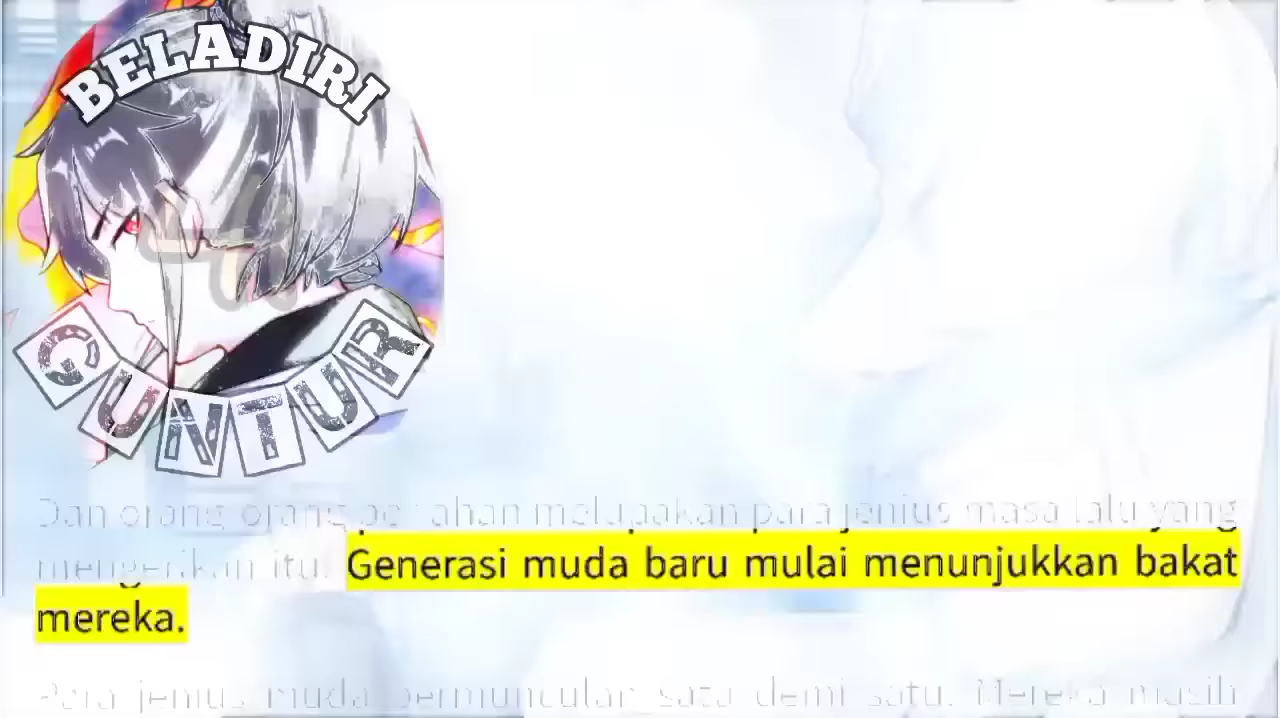 BELADIRI
GUNTUR
Dan orang orang perlahan melupakan para jenius masa lalu yang
mengerikan itu. Generasi muda baru mulai menunjukkan bakat
mereka.
Para jenius muda bermunculan satu demi satu. Mereka masih